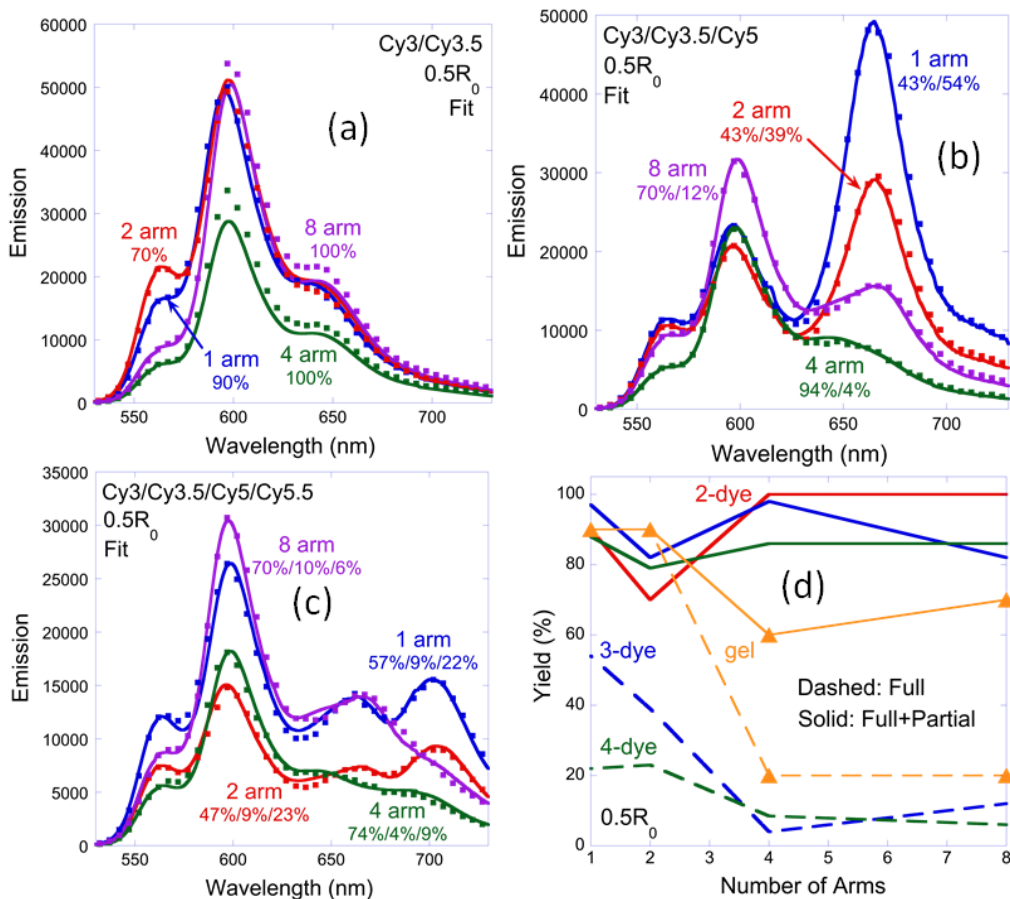 60000
50000
40000
30000
20000
10000
0
Emission
Cy3/Cy3.5
0.5R0
Fit
(a)
2 arm
70%
8 arm
100%
1 arm
90%
4 arm
100%
550
600
650
700
Wavelength (nm)
50000
40000
30000
20000
10000
0
Emission
Cy3/Cy3.5/Cy5
0.5R0
Fit
1 arm
43%/54%
2 arm
43%/39%
(b)
8 arm
70%/12%
4 arm
94%/4%
550
600
650
700
Wavelength (nm)
35000
30000
25000
20000
15000
10000
5000
0
Emission
Cy3/Cy3.5/Cy5/Cy5.5
0.5R0
Fit
8 arm
70%/10%/6%
(c)
1 arm
57%/9%/22%
2 arm
47%/9%/23%
4 arm
74%/4%/9%
550
600
650
700
Wavelength (nm)
100
80
60
40
20
0
Yield (%)
2-dye
(d)
3-dye
gel
Dashed: Full
Solid: Full+Partial
4-dye
0.5R0
1
2
3
4
5
6
7
8
Number of Arms